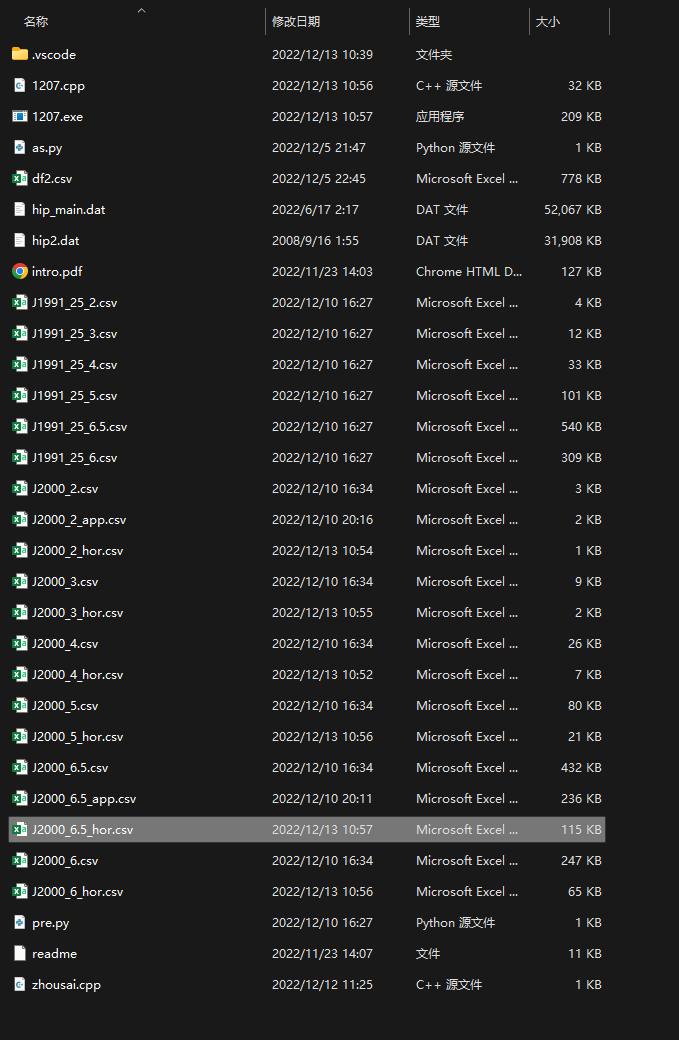 名称 修改日期 类型 大小
.vscode 2022/12/13 10:39 文件夹
1207.cpp 2022/12/13 10:56 C++ 源文件 32 KB
1207.exe 2022/12/13 10:57 应用程序 209 KB
as.py 2022/12/5 21:47 Python 源文件 1 KB
df2.csv 2022/12/5 22:45 Microsoft Excel ... 778 KB
hip_main.dat 2022/6/17 2:17 DAT 文件 52,067 KB
hip2.dat 2008/9/16 1:55 DAT 文件 31,908 KB
intro.pdf 2022/11/23 14:03 Chrome HTML D... 127 KB
J1991_25_2.csv 2022/12/10 16:27 Microsoft Excel ... 4 KB
J1991_25_3.csv 2022/12/10 16:27 Microsoft Excel ... 12 KB
J1991_25_4.csv 2022/12/10 16:27 Microsoft Excel ... 33 KB
J1991_25_5.csv 2022/12/10 16:27 Microsoft Excel ... 101 KB
J1991_25_6.5.csv 2022/12/10 16:27 Microsoft Excel ... 540 KB
J1991_25_6.csv 2022/12/10 16:27 Microsoft Excel ... 309 KB
J2000_2.csv 2022/12/10 16:34 Microsoft Excel ... 3 KB
J2000_2_app.csv 2022/12/10 20:16 Microsoft Excel ... 2 KB
J2000_2_hor.csv 2022/12/13 10:54 Microsoft Excel ... 1 KB
J2000_3.csv 2022/12/10 16:34 Microsoft Excel ... 9 KB
J2000_3_hor.csv 2022/12/13 10:55 Microsoft Excel ... 2 KB
J2000_4.csv 2022/12/10 16:34 Microsoft Excel ... 26 KB
J2000_4_hor.csv 2022/12/13 10:52 Microsoft Excel ... 7 KB
J2000_5.csv 2022/12/10 16:34 Microsoft Excel ... 80 KB
J2000_5_hor.csv 2022/12/13 10:56 Microsoft Excel ... 21 KB
J2000_6.5.csv 2022/12/10 16:34 Microsoft Excel ... 432 KB
J2000_6.5_app.csv 2022/12/10 20:11 Microsoft Excel ... 236 KB
J2000_6.5_hor.csv 2022/12/13 10:57 Microsoft Excel ... 115 KB
J2000_6.csv 2022/12/10 16:34 Microsoft Excel ... 247 KB
J2000_6_hor.csv 2022/12/13 10:56 Microsoft Excel ... 65 KB
pre.py 2022/12/10 16:27 Python 源文件 1 KB
readme 2022/11/23 14:07 文件 11 KB
zhousai.cpp 2022/12/12 11:25 C++ 源文件 1 KB